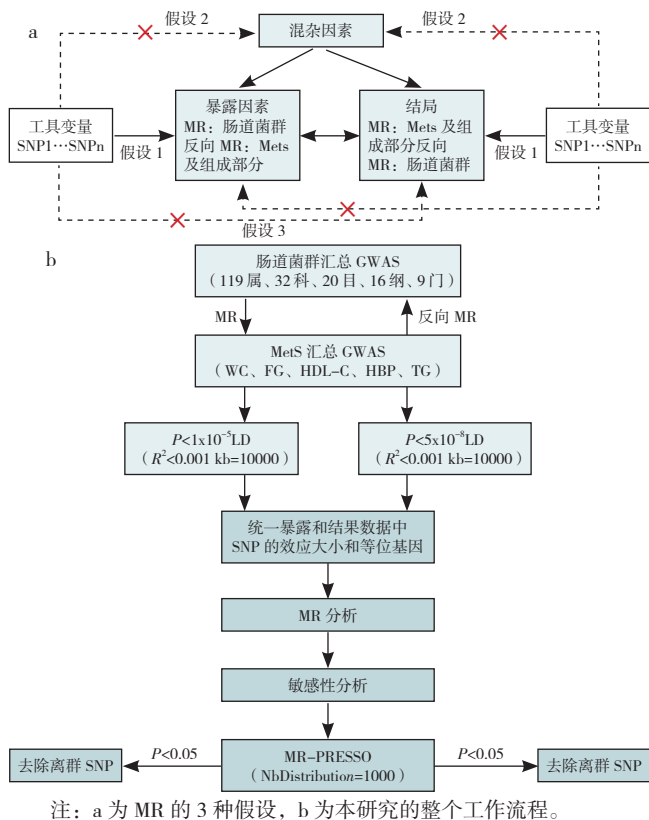 a
假设 2
假设 2
混杂因素
工具变量
SNP1…SNPn
假设 1
暴露因素
MR：肠道菌群
反向 MR：Mets
及组成部分
结局
MR：Mets 及组
成部分反向
MR：肠道菌群
假设 1
工具变量
SNP1…SNPn
假设 3
b
肠道菌群汇总 GWAS
（119 属、32 科、20 目、16 纲、9 门）
MR
反向 MR
MetS 汇总 GWAS
（WC、FG、HDL-C、HBP、TG）
P<1x10⁻⁵LD
（R²<0.001 kb=10000）
P<5x10⁻⁸LD
（R²<0.001 kb=10000）
统一暴露和结果数据中
SNP 的效应大小和等位基因
MR 分析
敏感性分析
去除离群 SNP
P<0.05
MR-PRESSO
（NbDistribution=1000）
P<0.05
去除离群 SNP
注：a 为 MR 的 3 种假设，b 为本研究的整个工作流程。